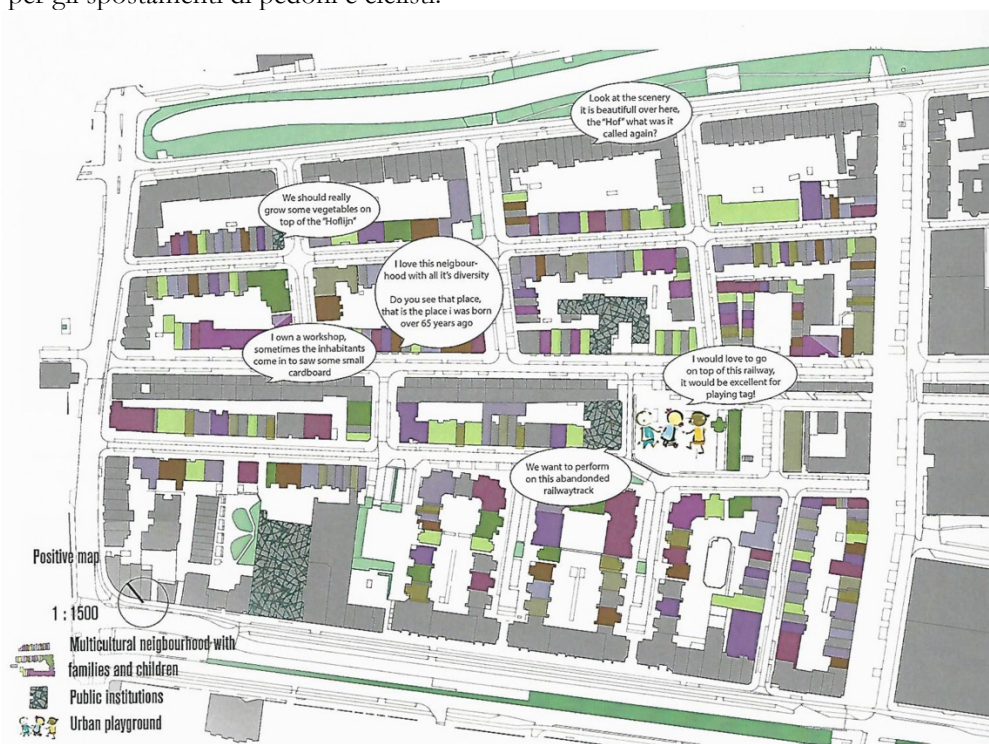 per gli spostamenti di pedoni e ciclisti.
Look at the scenery
it is beautifull over here,
the "Hof" what was it
called again?
We should really
grow some vegetables on
top of the "Hoflijn"
I love this neigbour-
hood with all it's diversity
Do you see that place,
that is the place i was born
over 65 years ago
I own a workshop,
sometimes the inhabitants
come in to saw some small
cardboard
I would love to go
on top of this railway,
it would be excellent for
playing tag!
We want to perform
on this abandonded
railwaytrack
Positive map
1 : 1500
Multicultural neigbourhood with
families and children
Public institutions
Urban playground